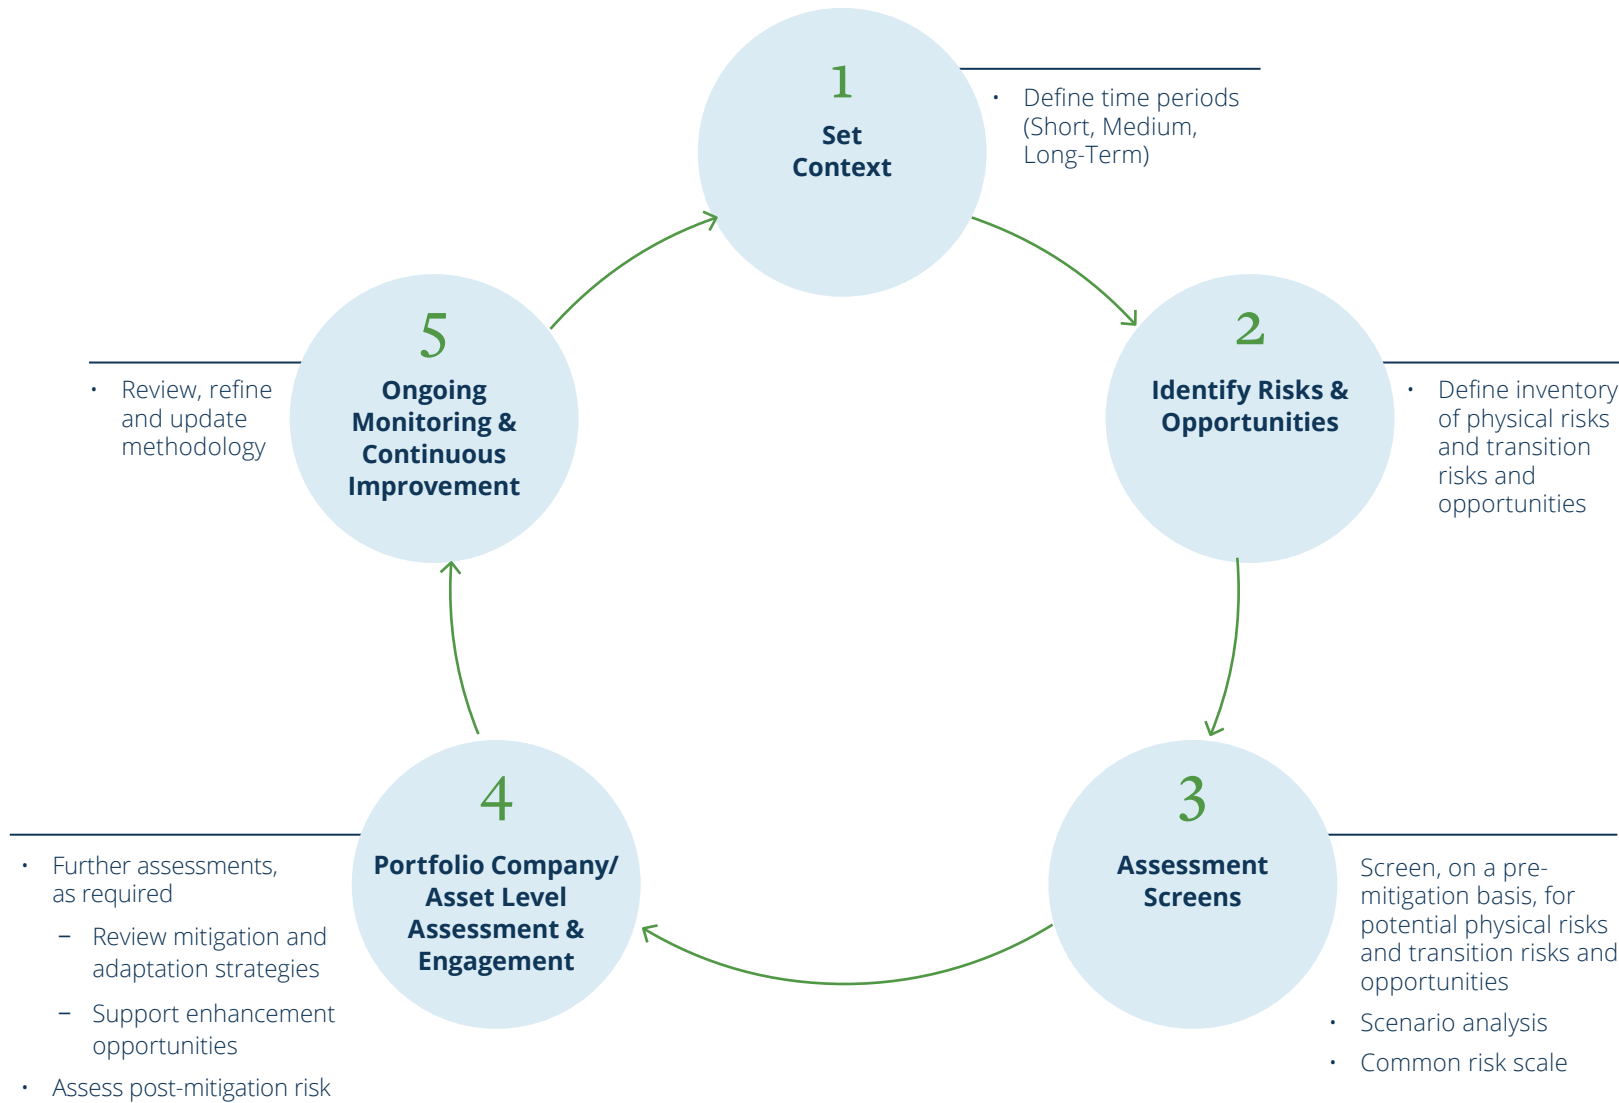 1
Set
Context
• Define time periods
(Short, Medium,
Long-Term)
2
Identify Risks &
Opportunities
• Define inventory
of physical risks
and transition
risks and
opportunities
3
Assessment
Screens
Screen, on a pre-
mitigation basis, for
potential physical risks
and transition risks and
opportunities
• Scenario analysis
• Common risk scale
4
Portfolio Company/
Asset Level
Assessment &
Engagement
• Further assessments,
as required
– Review mitigation and
adaptation strategies
– Support enhancement
opportunities
• Assess post-mitigation risk
5
Ongoing
Monitoring &
Continuous
Improvement
• Review, refine
and update
methodology